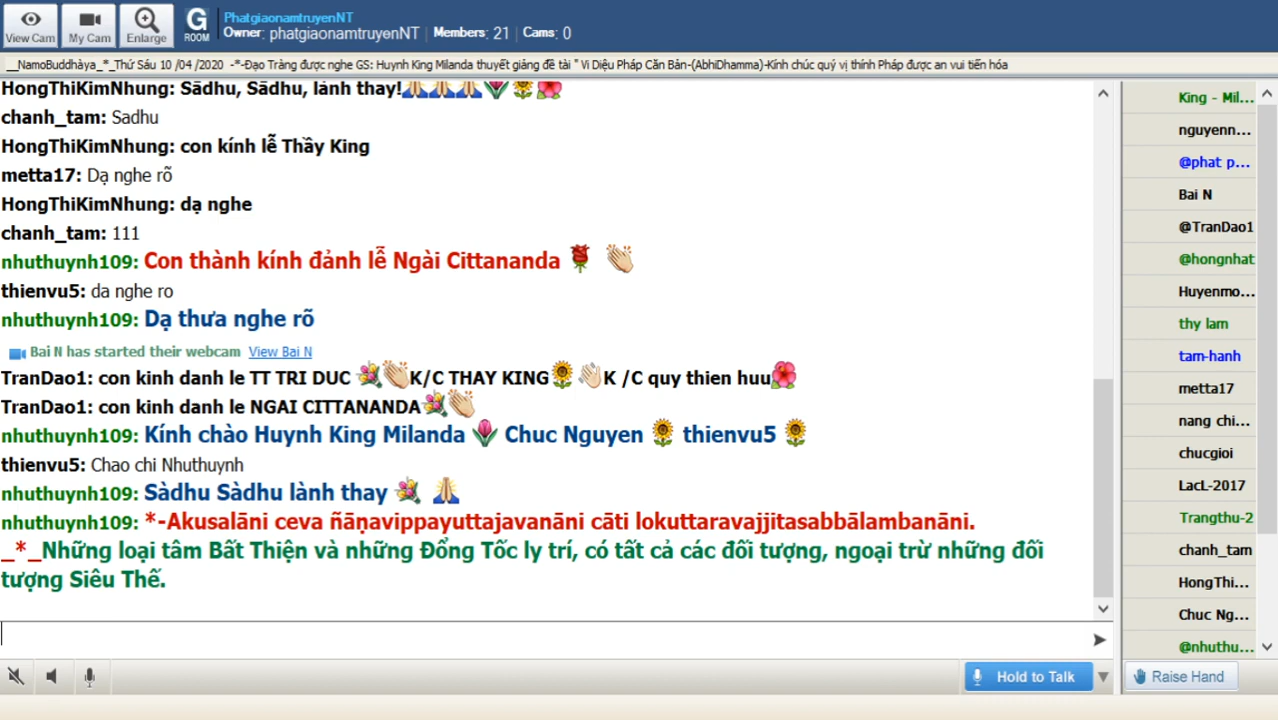 View Cam
My Cam
Enlarge
G
ROOM
PhatgiaonamtruyenNT
Owner: phatgiaonamtruyenNT | Members: 21 | Cams: 0
__NamoBuddhàya_*_Thứ Sáu 10 /04 /2020 -*-Đạo Tràng được nghe GS: Huynh King Milanda thuyết giảng đề tài " Vi Diệu Pháp Căn Bản-(AbhiDhamma)-Kính chúc quý vị thính Pháp được an vui tiến hóa
HongThiKimNhung: Sādhu, Sādhu, lành thay!
chanh_tam: Sadhu
HongThiKimNhung: con kính lễ Thầy King
metta17: Dạ nghe rõ
HongThiKimNhung: dạ nghe
chanh_tam: 111
nhuthuynh109: Con thành kính đảnh lễ Ngài Cittananda
thienvu5: da nghe ro
nhuthuynh109: Dạ thưa nghe rõ
Bai N has started their webcam View Bai N
TranDao1: con kinh danh le TT TRI DUC K/C THAY KING K /C quy thien huu
TranDao1: con kinh danh le NGAI CITTANANDA
nhuthuynh109: Kính chào Huynh King Milanda Chuc Nguyen thienvu5
thienvu5: Chao chi Nhuthuynh
nhuthuynh109: Sàdhu Sàdhu lành thay
nhuthuynh109: *-Akusalāni ceva ñāṇavippayuttajavanāni cāti lokuttaravajjitasabbālambanāni.
_*_Những loại tâm Bất Thiện và những Đổng Tốc ly trí, có tất cả các đối tượng, ngoại trừ những đối
tượng Siêu Thế.
Hold to Talk
King - Mil...
nguyenn...
@phat p...
Bai N
@TranDao1
@hongnhat
Huyenmo...
thy lam
tam-hanh
metta17
nang chi...
chucgioi
LacL-2017
Trangthu-2
chanh_tam
HongThi...
Chuc Ng...
@nhuthu...
Raise Hand